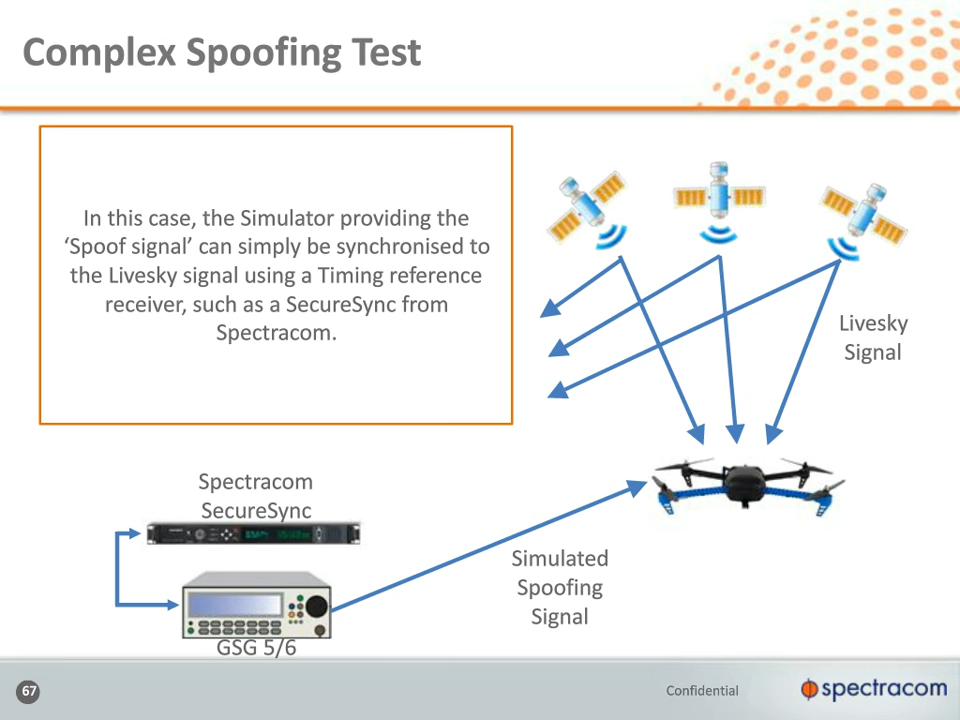 Complex Spoofing Test
In this case, the Simulator providing the
‘Spoof signal’ can simply be synchronised to
the Livesky signal using a Timing reference
receiver, such as a SecureSync from
Spectracom.
Livesky
Signal
Spectracom
SecureSync
Simulated
Spoofing
Signal
GSG 5/6
67
Confidential
spectracom